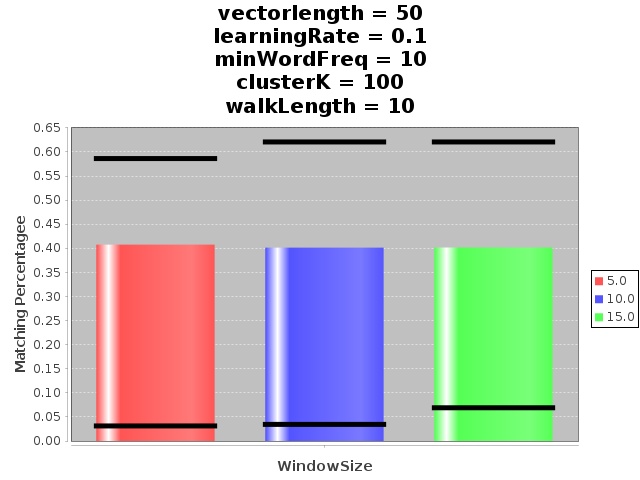 vectorlength = 50
learningRate = 0.1
minWordFreq = 10
clusterK = 100
walkLength = 10
0.65
0.60
0.55
0.50
0.45
0.40
0.35
0.30
0.25
0.20
0.15
0.10
0.05
0.00
Matching Percentagee
WindowSize
5.0
10.0
15.0